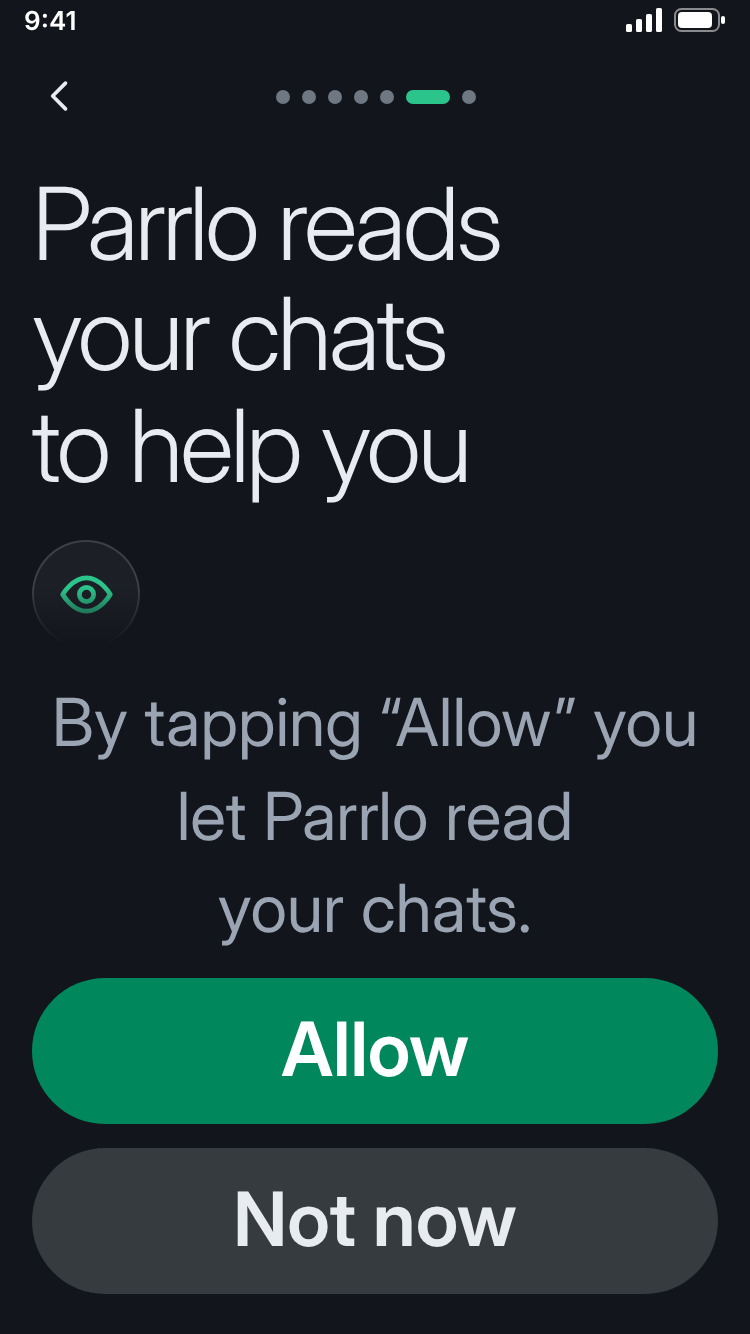 9:41
Parrlo reads
your chats
to help you
By tapping “Allow” you
let Parrlo read
your chats.
Allow
Not now